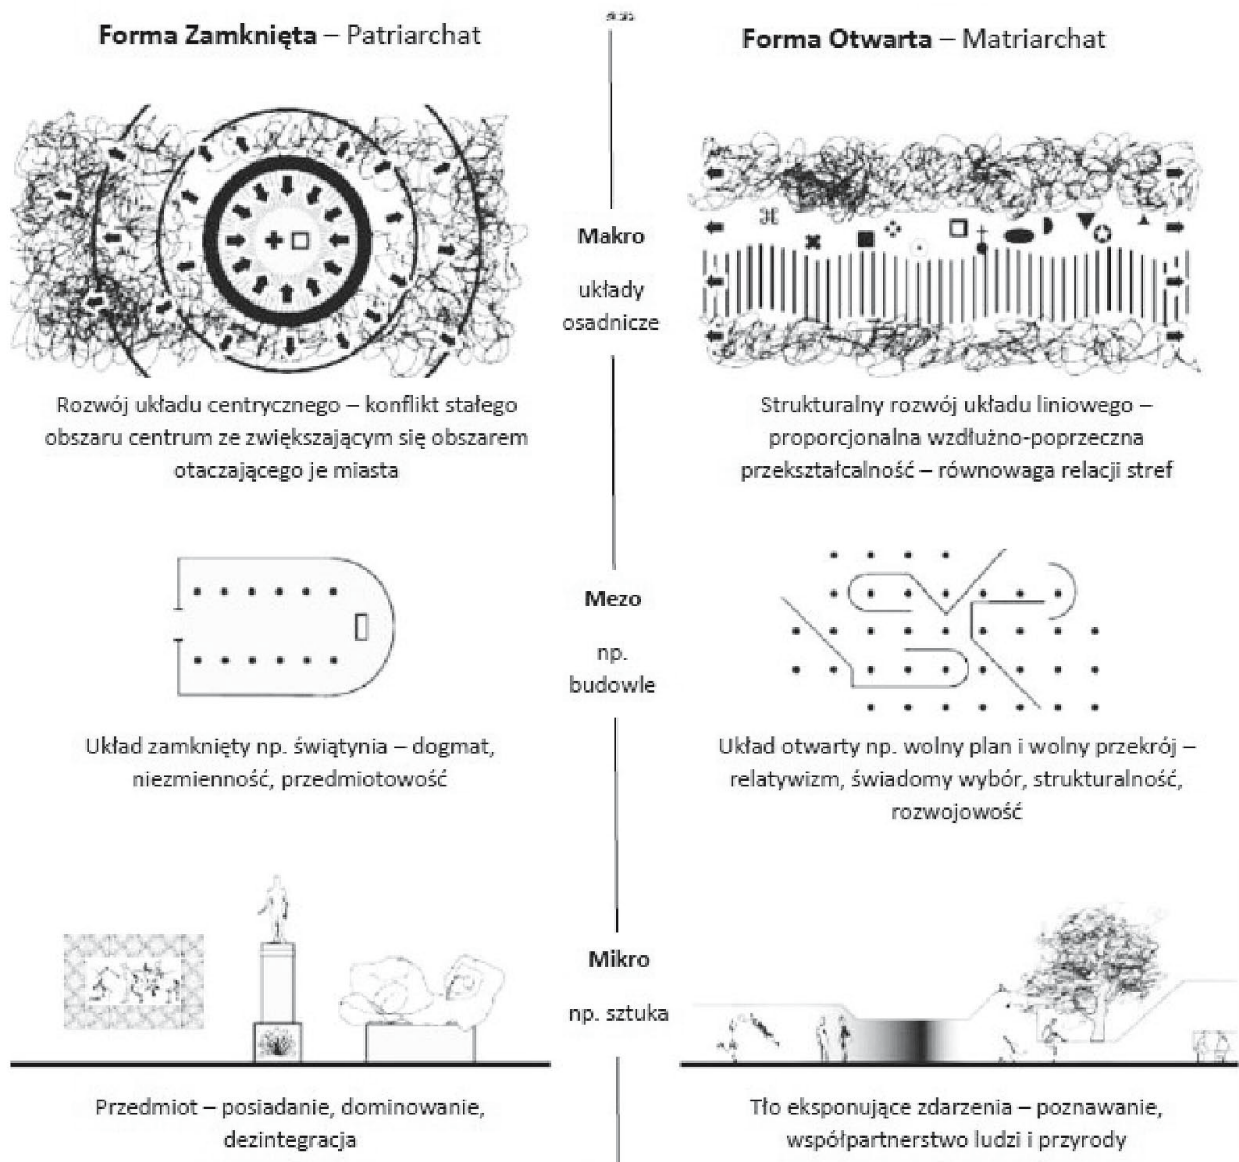 Forma Zamknięta – Patriarchat
Forma Otwarta – Matriarchat
Makro
układy
osadnicze
Rozwój układu centrycznego – konflikt stałego
obszaru centrum ze zwiększającym się obszarem
otaczającego je miasta
Strukturalny rozwój układu liniowego –
proporcjonalna wzdłużno-poprzeczna
przekształcalność – równowaga relacji stref
Mezo
np.
budowle
Układ zamknięty np. świątynia – dogmat,
niezmienność, przedmiotowość
Układ otwarty np. wolny plan i wolny przekrój –
relatywizm, świadomy wybór, strukturalność,
rozwojowość
Mikro
np. sztuka
Przedmiot – posiadanie, dominowanie,
dezintegracja
Tło eksponujące zdarzenia – poznawanie,
współpartnerstwo ludzi i przyrody